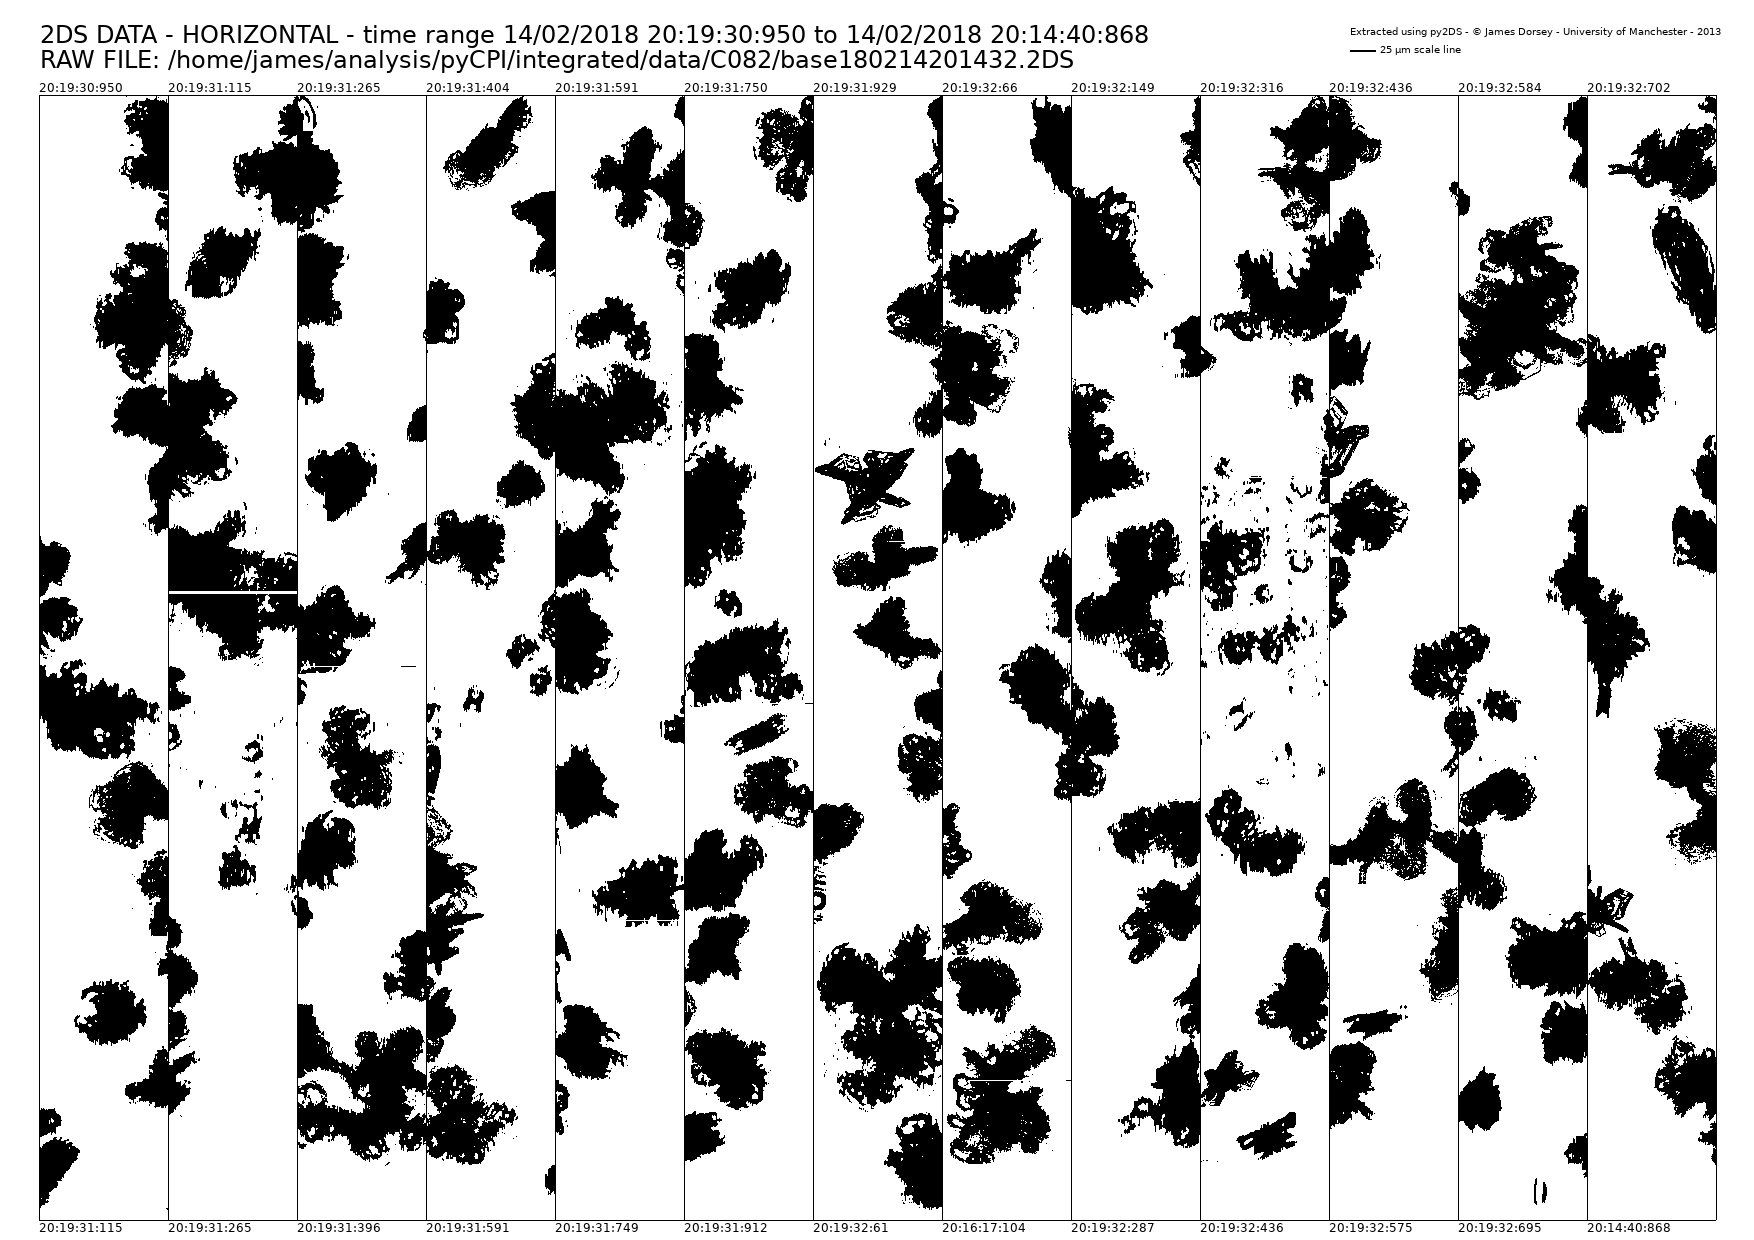 2DS DATA - HORIZONTAL - time range 14/02/2018 20:19:30:950 to 14/02/2018 20:14:40:868
RAW FILE: /home/james/analysis/pyCPI/integrated/data/C082/base180214201432.2DS
Extracted using py2DS - © James Dorsey - University of Manchester - 2013
25 µm scale line
20:19:30:950 20:19:31:115 20:19:31:265 20:19:31:404 20:19:31:591 20:19:31:750 20:19:31:929 20:19:32:66 20:19:32:149 20:19:32:316 20:19:32:436 20:19:32:584 20:19:32:702
20:19:31:115 20:19:31:265 20:19:31:396 20:19:31:591 20:19:31:749 20:19:31:912 20:19:32:61 20:16:17:104 20:19:32:287 20:19:32:436 20:19:32:575 20:19:32:695 20:14:40:868